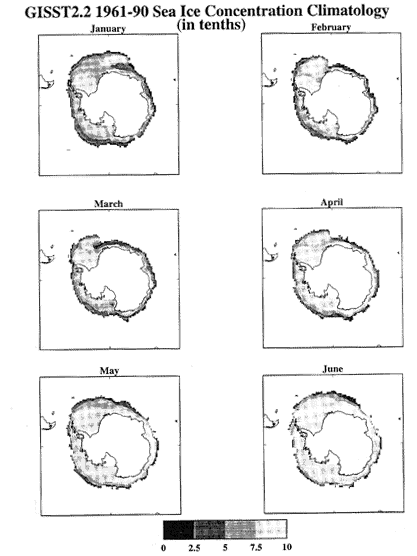 GISST2.2 1961-90 Sea Ice Concentration Climatology
(in tenths)
January
February
March
April
May
June
0 2.5 5 7.5 10